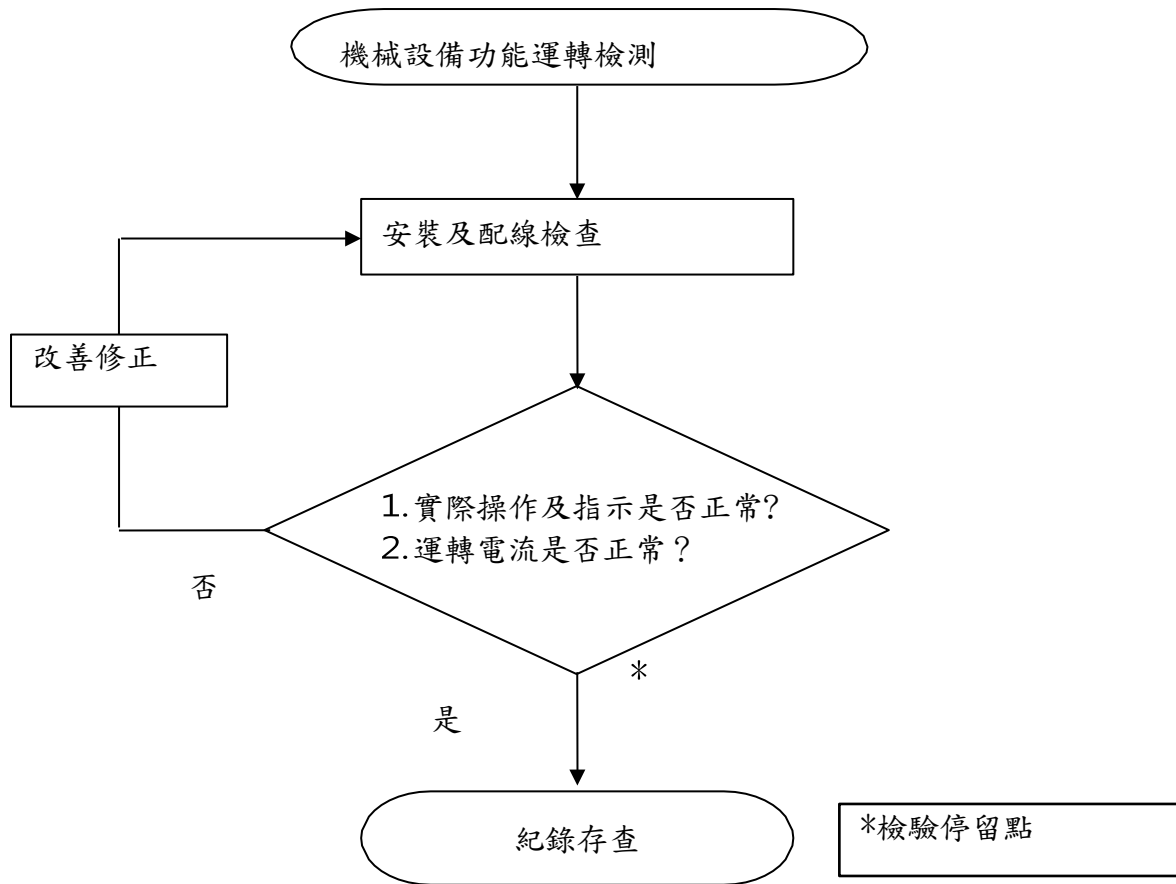 機械設備功能運轉檢測
安裝及配線檢查
改善修正
1.實際操作及指示是否正常?
2.運轉電流是否正常？
否
*
是
紀錄存查
*檢驗停留點